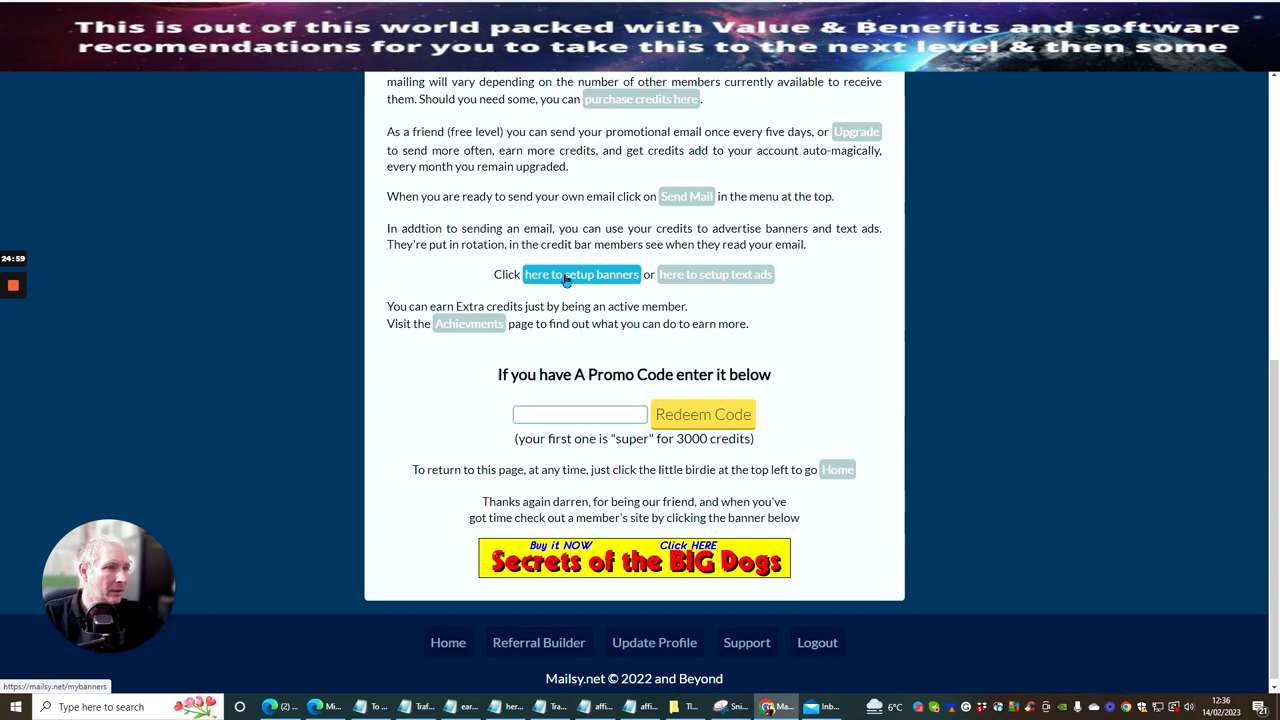 This is out of this world packed with Value & Benefits and software
recomendations for you to take this to the next level & then some
mailing will vary depending on the number of other members currently available to receive
them. Should you need some, you can purchase credits here.
As a friend (free level) you can send your promotional email once every five days, or Upgrade
to send more often, earn more credits, and get credits add to your account auto-magically,
every month you remain upgraded.
When you are ready to send your own email click on Send Mail in the menu at the top.
In addtion to sending an email, you can use your credits to advertise banners and text ads.
They're put in rotation, in the credit bar members see when they read your email.
24:59
Click here to setup banners or here to setup text ads
You can earn Extra credits just by being an active member.
Visit the Achievments page to find out what you can do to earn more.
If you have A Promo Code enter it below
Redeem Code
(your first one is "super" for 3000 credits)
To return to this page, at any time, just click the little birdie at the top left to go Home
Thanks again darren, for being our friend, and when you've
got time check out a member's site by clicking the banner below
Buy it NOW Click HERE
Secrets of the BIG Dogs
Home Referral Builder Update Profile Support Logout
Mailsy.net © 2022 and Beyond
https://mailsy.net/mybanners
Type here to search
(2) ...
Mi...
To ...
Traf...
ear...
her...
Tra...
affi...
affi...
Tl...
Sni...
Ma...
Inb...
6°C
12:36
14/02/2023